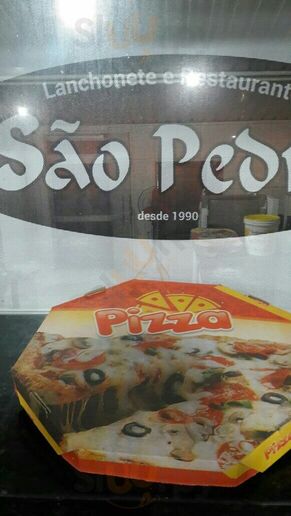 Lanchonete e Restaurant
São Ped
desde 1990
Pizza